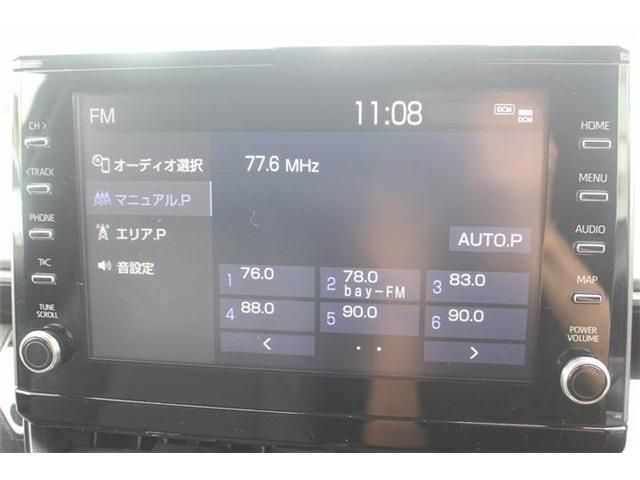 FM
11:08
DCM
DCM
CH >
<TRACK
PHONE
T\C
TUNE
SCROLL
オーディオ選択
マニュアル.P
エリア.P
音設定
77.6 MHz
AUTO.P
1 76.0
2 78.0
bay-FM
3 83.0
4 88.0
5 90.0
6 90.0
<
>
HOME
MENU
AUDIO
MAP
POWER
VOLUME